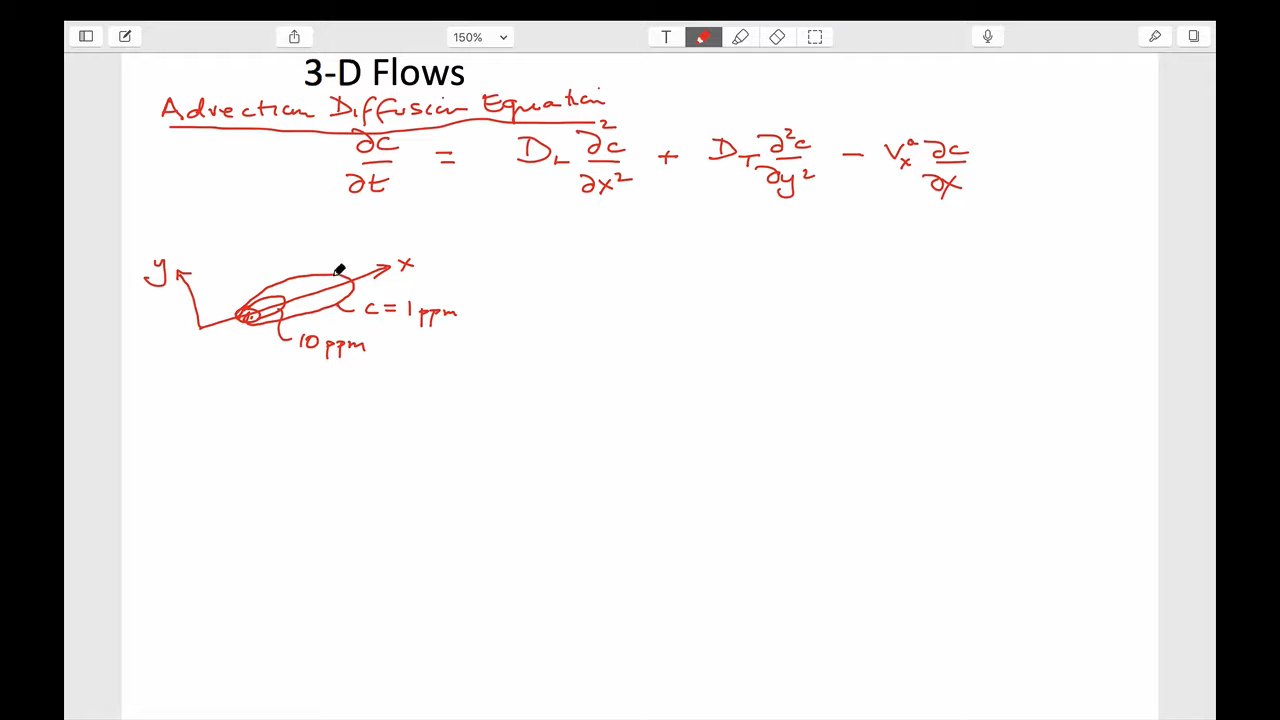 150%
T
3-D Flows
Advection Diffusion Equation
∂c/∂t = D_L ∂²c/∂x² + D_T ∂²c/∂y² − V_x^a ∂c/∂x
y
x
c = 1 ppm
10 ppm